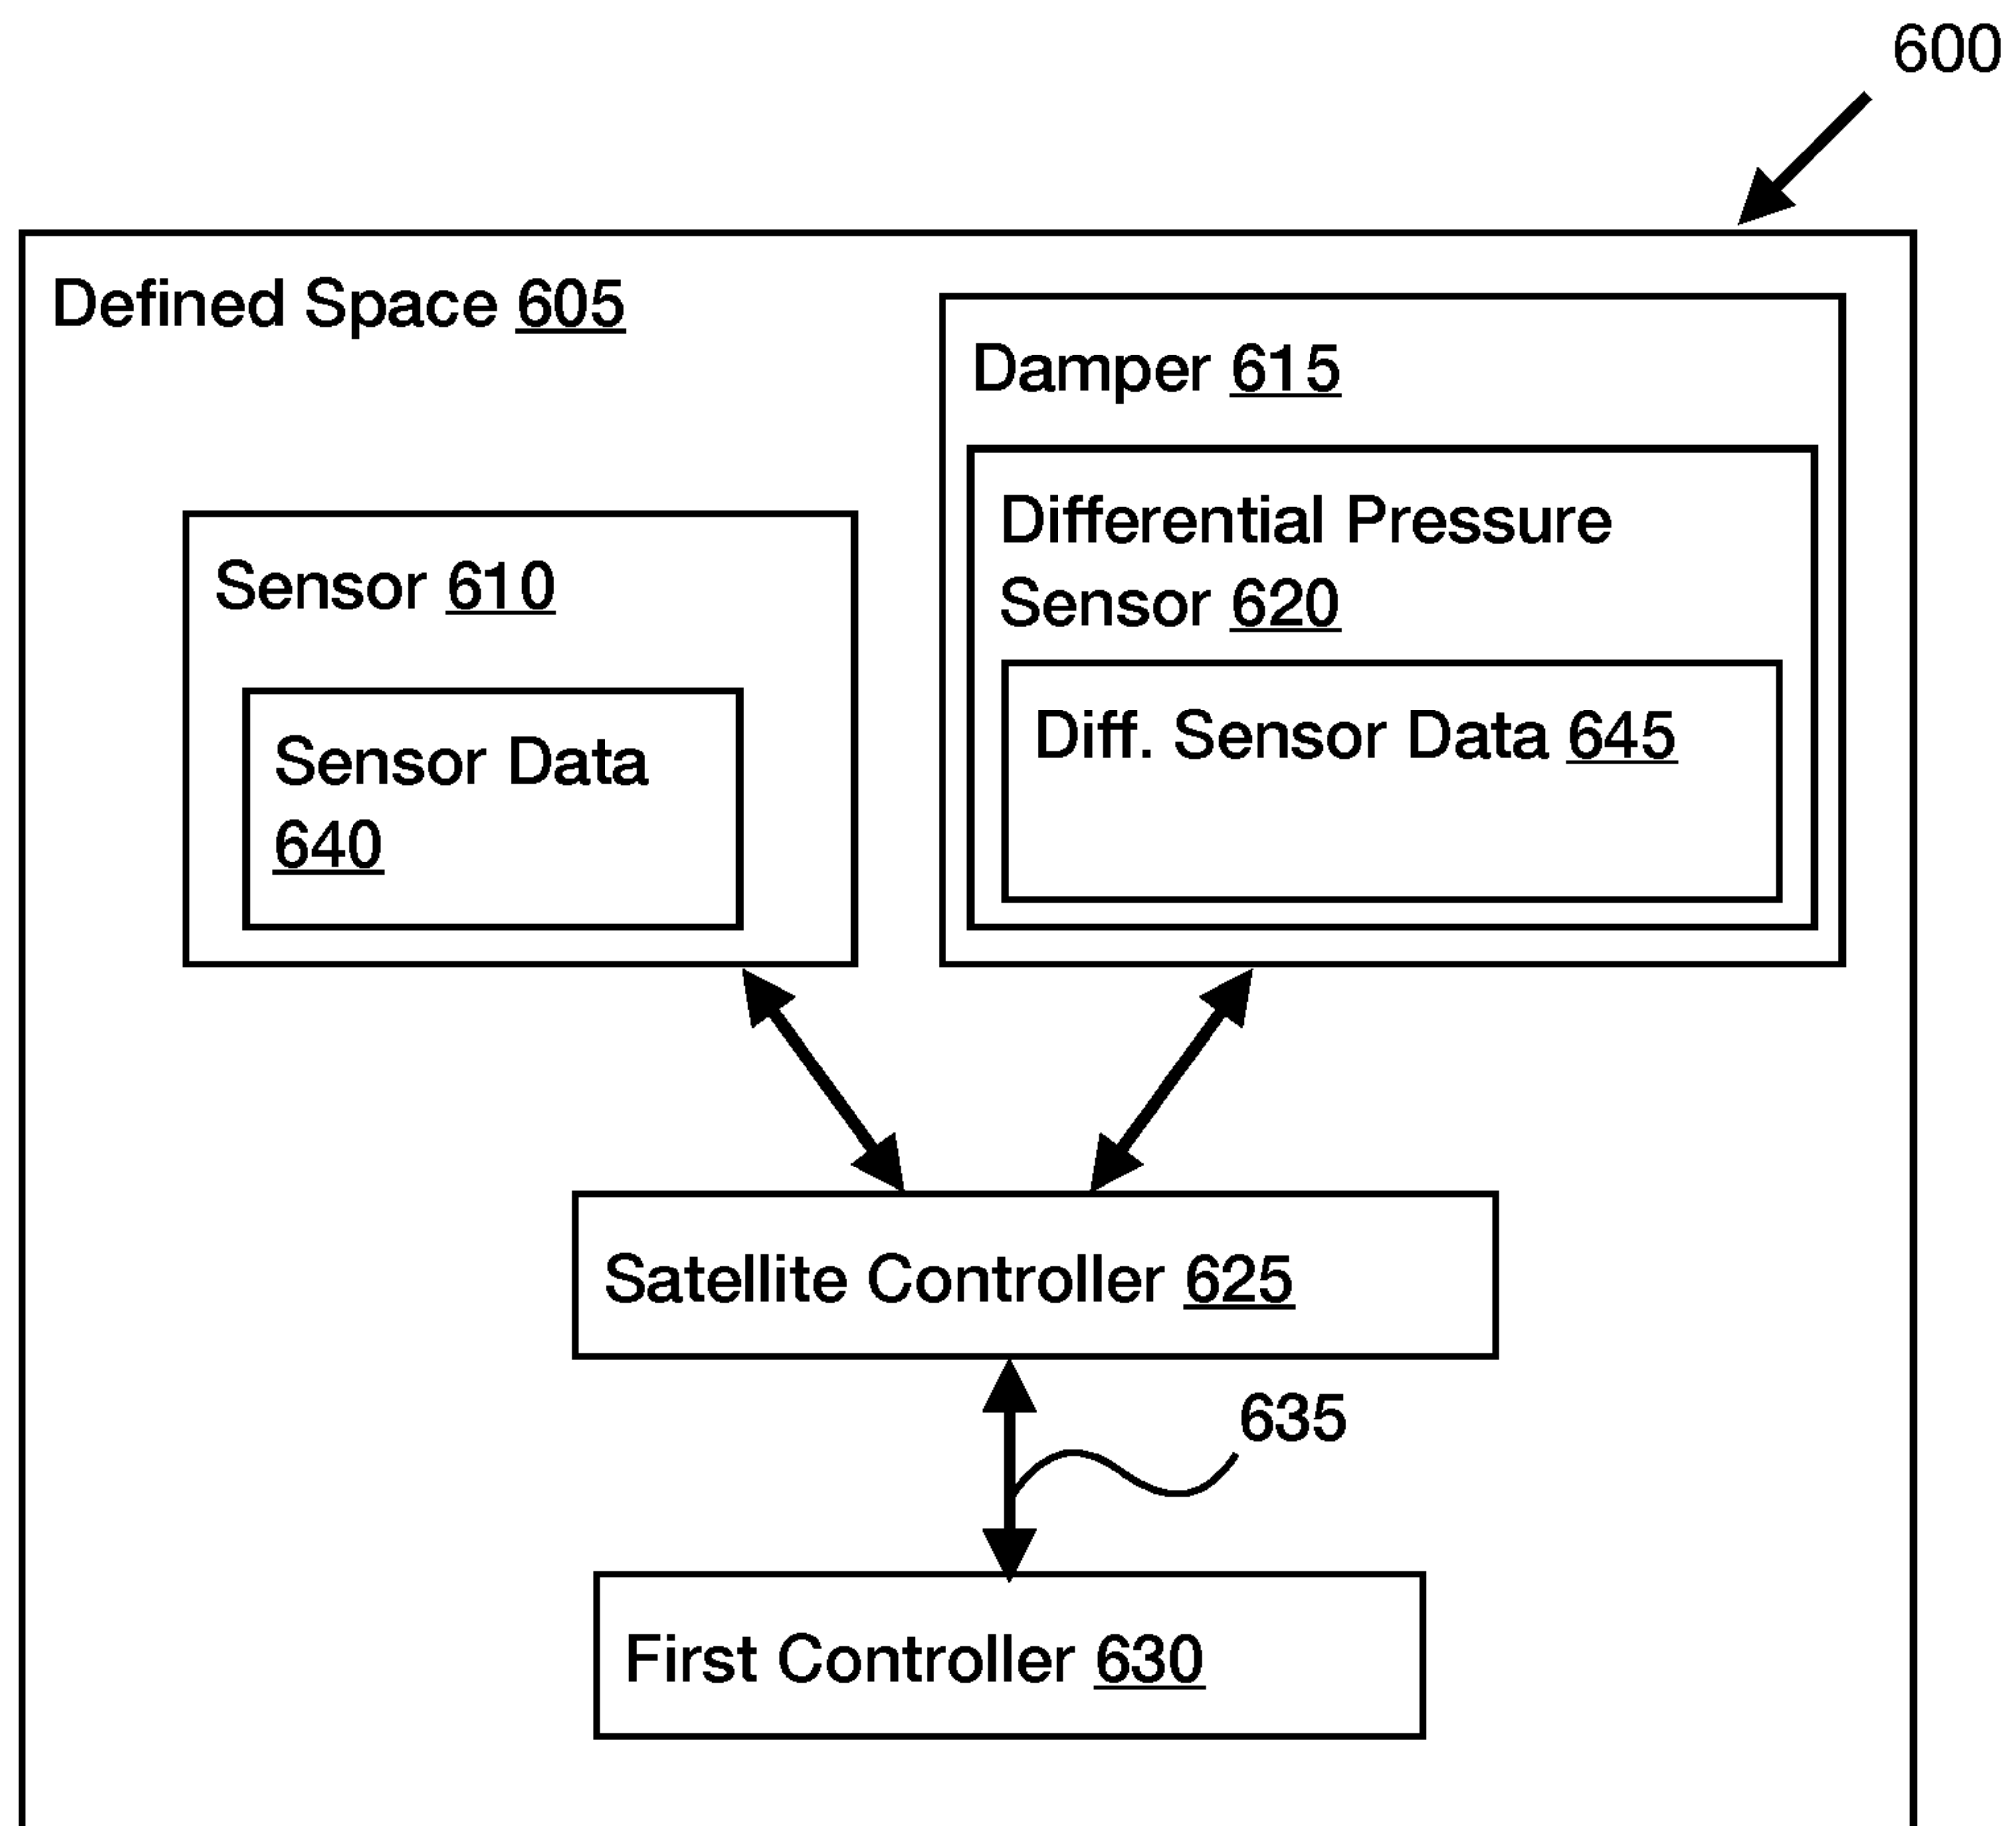 600
Defined Space 605
Damper 615
Differential Pressure
Sensor 620
Sensor 610
Diff. Sensor Data 645
Sensor Data
640
Satellite Controller 625
635
First Controller 630